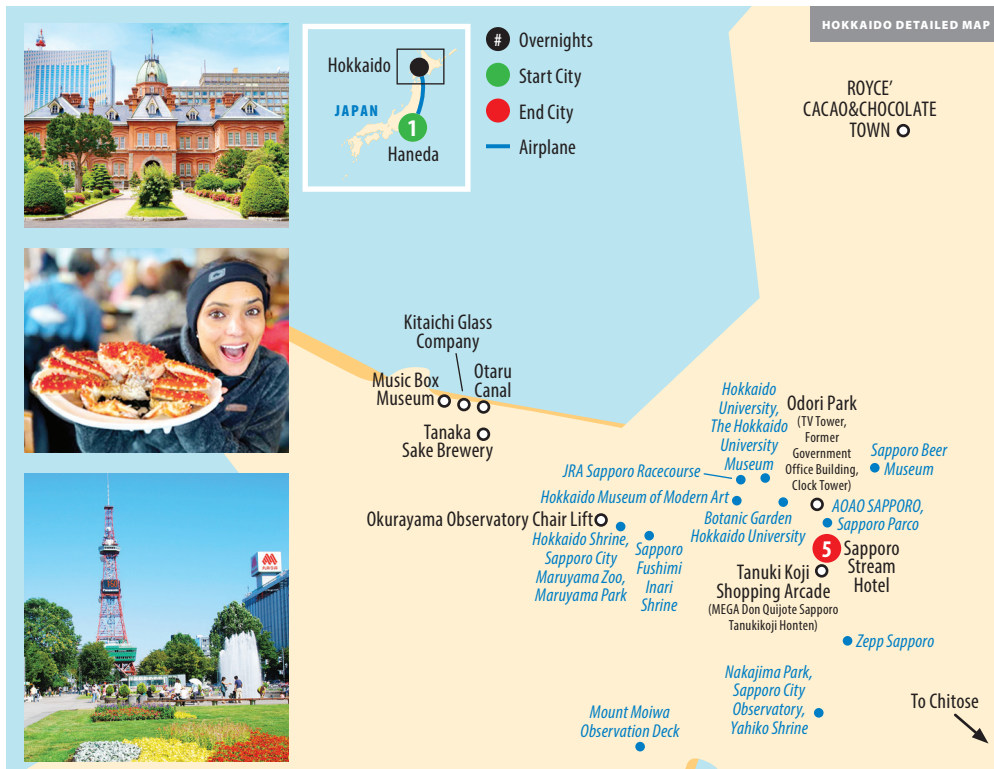 HOKKAIDO DETAILED MAP
Hokkaido
JAPAN
1
Haneda
# Overnights
Start City
End City
Airplane
ROYCE'
CACAO&CHOCOLATE
TOWN
Kitaichi Glass
Company
Music Box
Museum
Otaru
Canal
Tanaka
Sake Brewery
Hokkaido
University,
The Hokkaido
University
Museum
Odori Park
(TV Tower,
Former
Government
Office Building,
Clock Tower)
Sapporo Beer
Museum
JRA Sapporo Racecourse
Hokkaido Museum of Modern Art
Botanic Garden
Hokkaido University
AOAO SAPPORO,
Sapporo Parco
Okurayama Observatory Chair Lift
Hokkaido Shrine,
Sapporo City
Maruyama Zoo,
Maruyama Park
Sapporo
Fushimi
Inari
Shrine
5
Sapporo
Stream
Hotel
Tanuki Koji
Shopping Arcade
(MEGA Don Quijote Sapporo
Tanukikoji Honten)
Zepp Sapporo
Nakajima Park,
Sapporo City
Observatory,
Yahiko Shrine
Mount Moiwa
Observation Deck
To Chitose